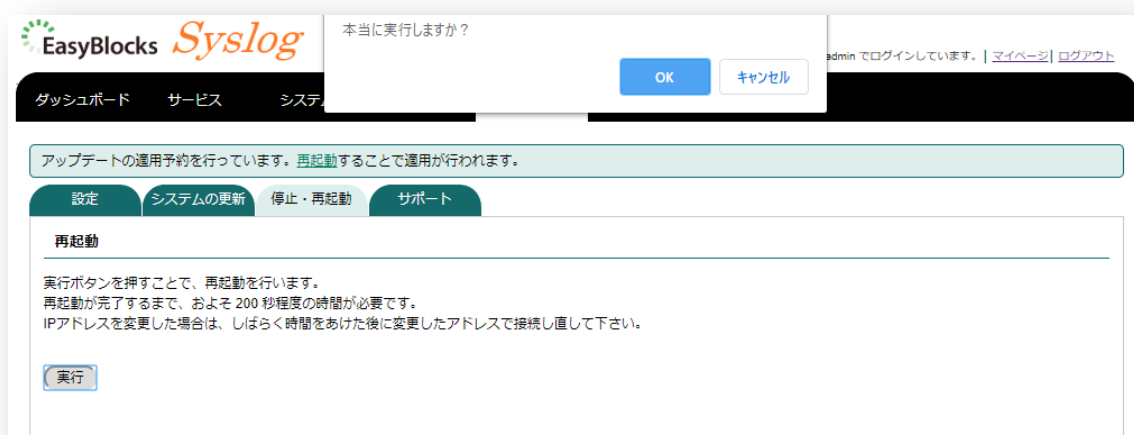 EasyBlocks Syslog
本当に実行しますか？
OK キャンセル
admin でログインしています。| マイページ| ログアウト
ダッシュボード サービス システ
アップデートの適用予約を行っています。再起動することで適用が行われます。
設定 システムの更新 停止・再起動 サポート
再起動
実行ボタンを押すことで、再起動を行います。
再起動が完了するまで、およそ 200 秒程度の時間が必要です。
IPアドレスを変更した場合は、しばらく時間をあけた後に変更したアドレスで接続し直して下さい。
実行